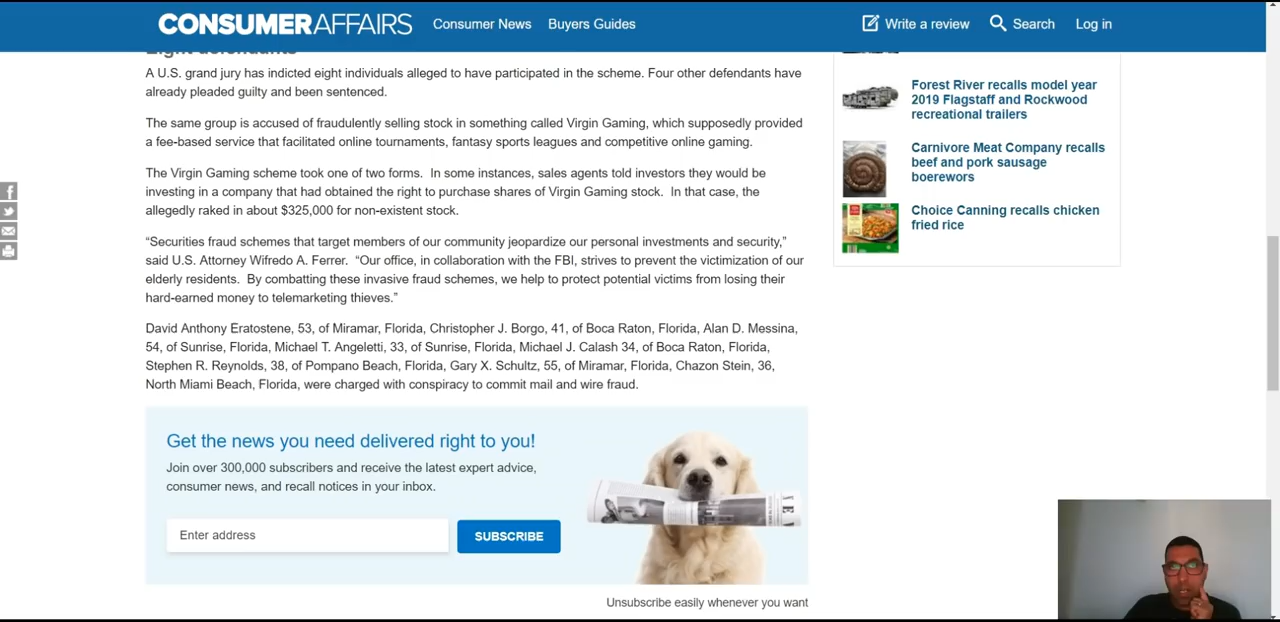 CONSUMERAFFAIRS
Consumer News
Buyers Guides
Write a review
Search
Log in
Eight defendants
A U.S. grand jury has indicted eight individuals alleged to have participated in the scheme. Four other defendants have
already pleaded guilty and been sentenced.
The same group is accused of fraudulently selling stock in something called Virgin Gaming, which supposedly provided
a fee-based service that facilitated online tournaments, fantasy sports leagues and competitive online gaming.
The Virgin Gaming scheme took one of two forms. In some instances, sales agents told investors they would be
investing in a company that had obtained the right to purchase shares of Virgin Gaming stock. In that case, the
allegedly raked in about $325,000 for non-existent stock.
“Securities fraud schemes that target members of our community jeopardize our personal investments and security,”
said U.S. Attorney Wifredo A. Ferrer. “Our office, in collaboration with the FBI, strives to prevent the victimization of our
elderly residents. By combatting these invasive fraud schemes, we help to protect potential victims from losing their
hard-earned money to telemarketing thieves.”
David Anthony Eratostene, 53, of Miramar, Florida, Christopher J. Borgo, 41, of Boca Raton, Florida, Alan D. Messina,
54, of Sunrise, Florida, Michael T. Angeletti, 33, of Sunrise, Florida, Michael J. Calash 34, of Boca Raton, Florida,
Stephen R. Reynolds, 38, of Pompano Beach, Florida, Gary X. Schultz, 55, of Miramar, Florida, Chazon Stein, 36,
North Miami Beach, Florida, were charged with conspiracy to commit mail and wire fraud.
Get the news you need delivered right to you!
Join over 300,000 subscribers and receive the latest expert advice,
consumer news, and recall notices in your inbox.
Enter address
SUBSCRIBE
Unsubscribe easily whenever you want
Forest River recalls model year
2019 Flagstaff and Rockwood
recreational trailers
Carnivore Meat Company recalls
beef and pork sausage
boerewors
Choice Canning recalls chicken
fried rice